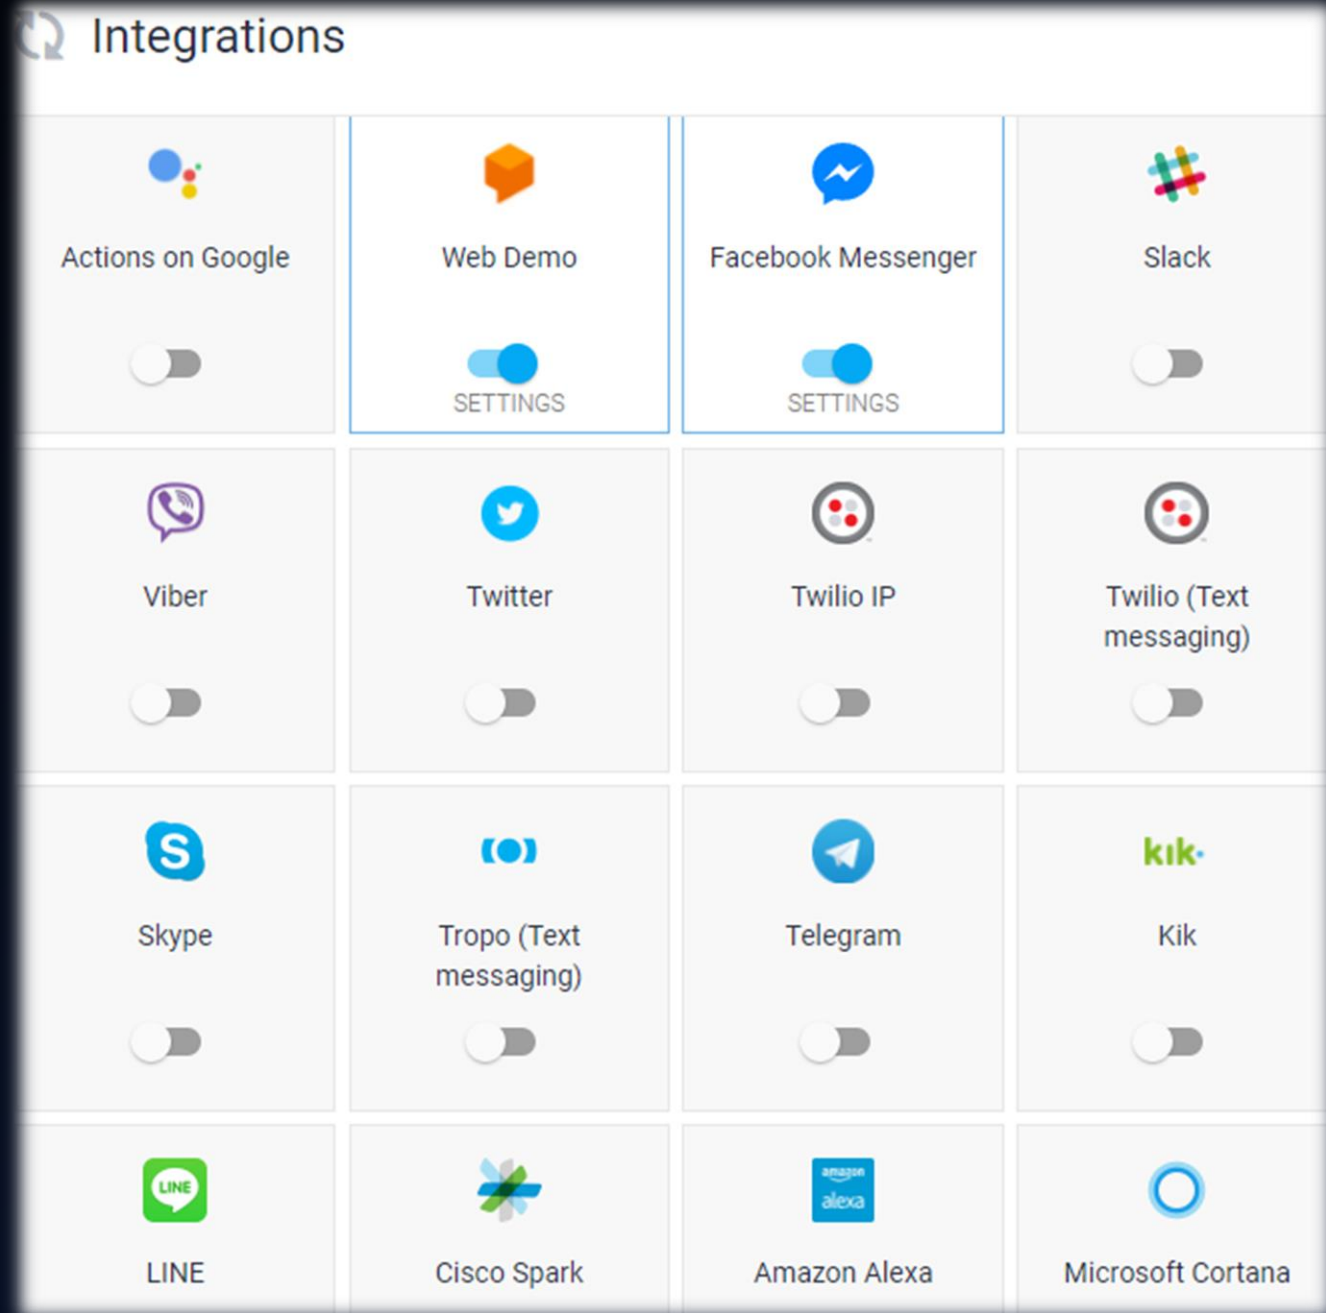 Integrations
Actions on Google
Web Demo
Facebook Messenger
Slack
SETTINGS
SETTINGS
Viber
Twitter
Twilio IP
Twilio (Text
messaging)
S
Skype
Tropo (Text
messaging)
Telegram
kik
Kik
LINE
LINE
Cisco Spark
amazon
alexa
Amazon Alexa
Microsoft Cortana